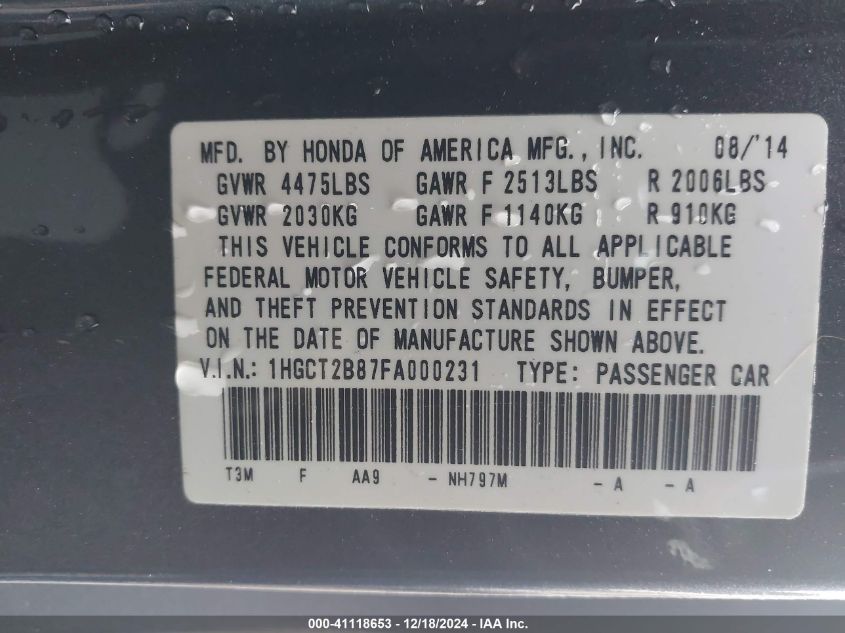 MFD. BY HONDA OF AMERICA MFG., INC. 08/'14
GVWR 4475LBS GAWR F 2513LBS R 2006LBS
GVWR 2030KG GAWR F 1140KG R 910KG
THIS VEHICLE CONFORMS TO ALL APPLICABLE
FEDERAL MOTOR VEHICLE SAFETY, BUMPER,
AND THEFT PREVENTION STANDARDS IN EFFECT
ON THE DATE OF MANUFACTURE SHOWN ABOVE.
V.I.N.: 1HGCT2B87FA000231 TYPE: PASSENGER CAR
T3M F AA9 - NH797M - A - A
000-41118653 - 12/18/2024 - IAA Inc.